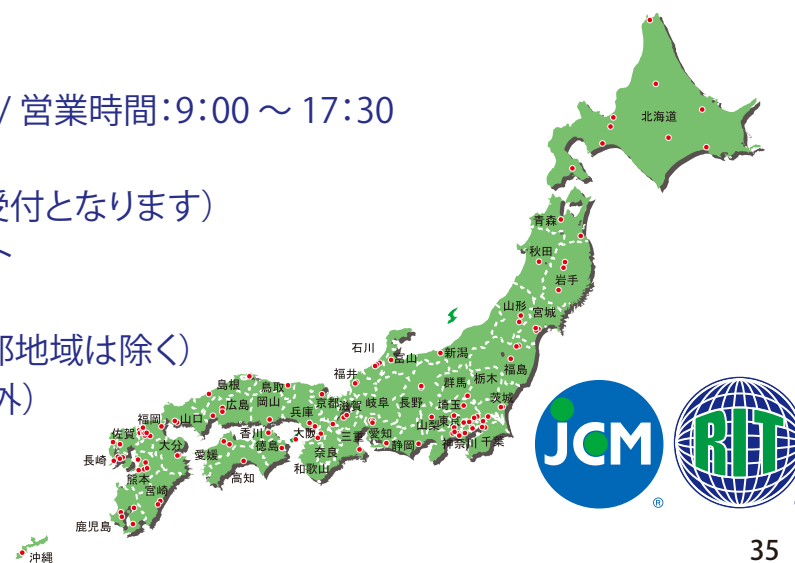 / 営業時間：9：00 ～ 17：30
受付となります）
ト
部地域は除く）
外）
北海道
青森
秋田
岩手
山形
宮城
石川
富山
新潟
福島
福井
群馬
栃木
島根
鳥取
茨城
広島
岡山
兵庫
京都
滋賀
岐阜
長野
埼玉
福岡
山口
山梨
東京
佐賀
香川
大阪
三重
愛知
静岡
神奈川
千葉
大分
徳島
奈良
長崎
愛媛
和歌山
熊本
高知
宮崎
鹿児島
沖縄
JCM
®
RIT
35